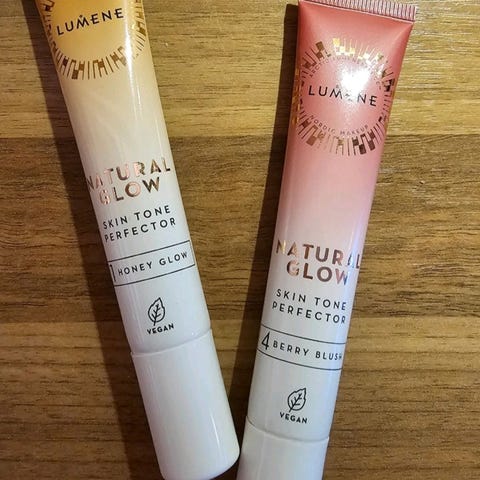 LUMENE
NATURAL
GLOW
SKIN TONE
PERFECTOR
1 HONEY GLOW
VEGAN
LUMENE
NORDIC MAKEUP
NATURAL
GLOW
SKIN TONE
PERFECTOR
4 BERRY BLUSH
VEGAN